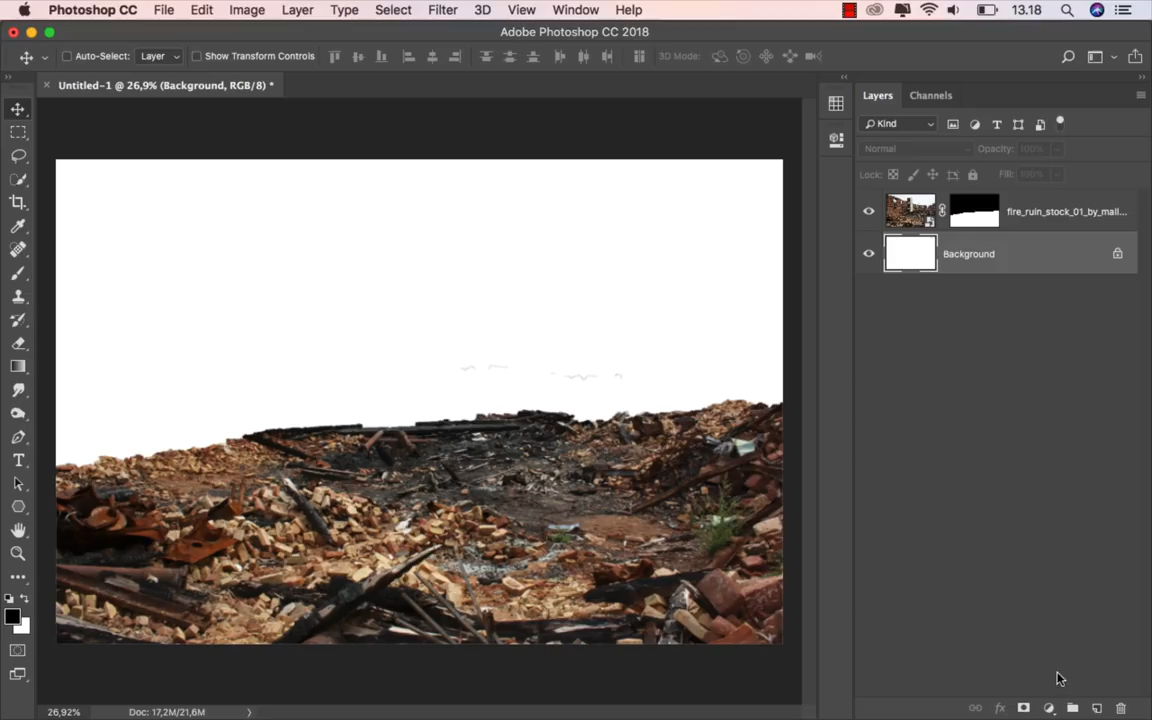 Photoshop CC File Edit Image Layer Type Select Filter 3D View Window Help 13.18
Adobe Photoshop CC 2018
Auto-Select: Layer Show Transform Controls 3D Mode:
Untitled-1 @ 26,9% (Background, RGB/8) *
Layers Channels
Kind
Normal Opacity: 100%
Lock: Fill: 100%
fire_ruin_stock_01_by_mall...
Background
26,92% Doc: 17,2M/21,6M